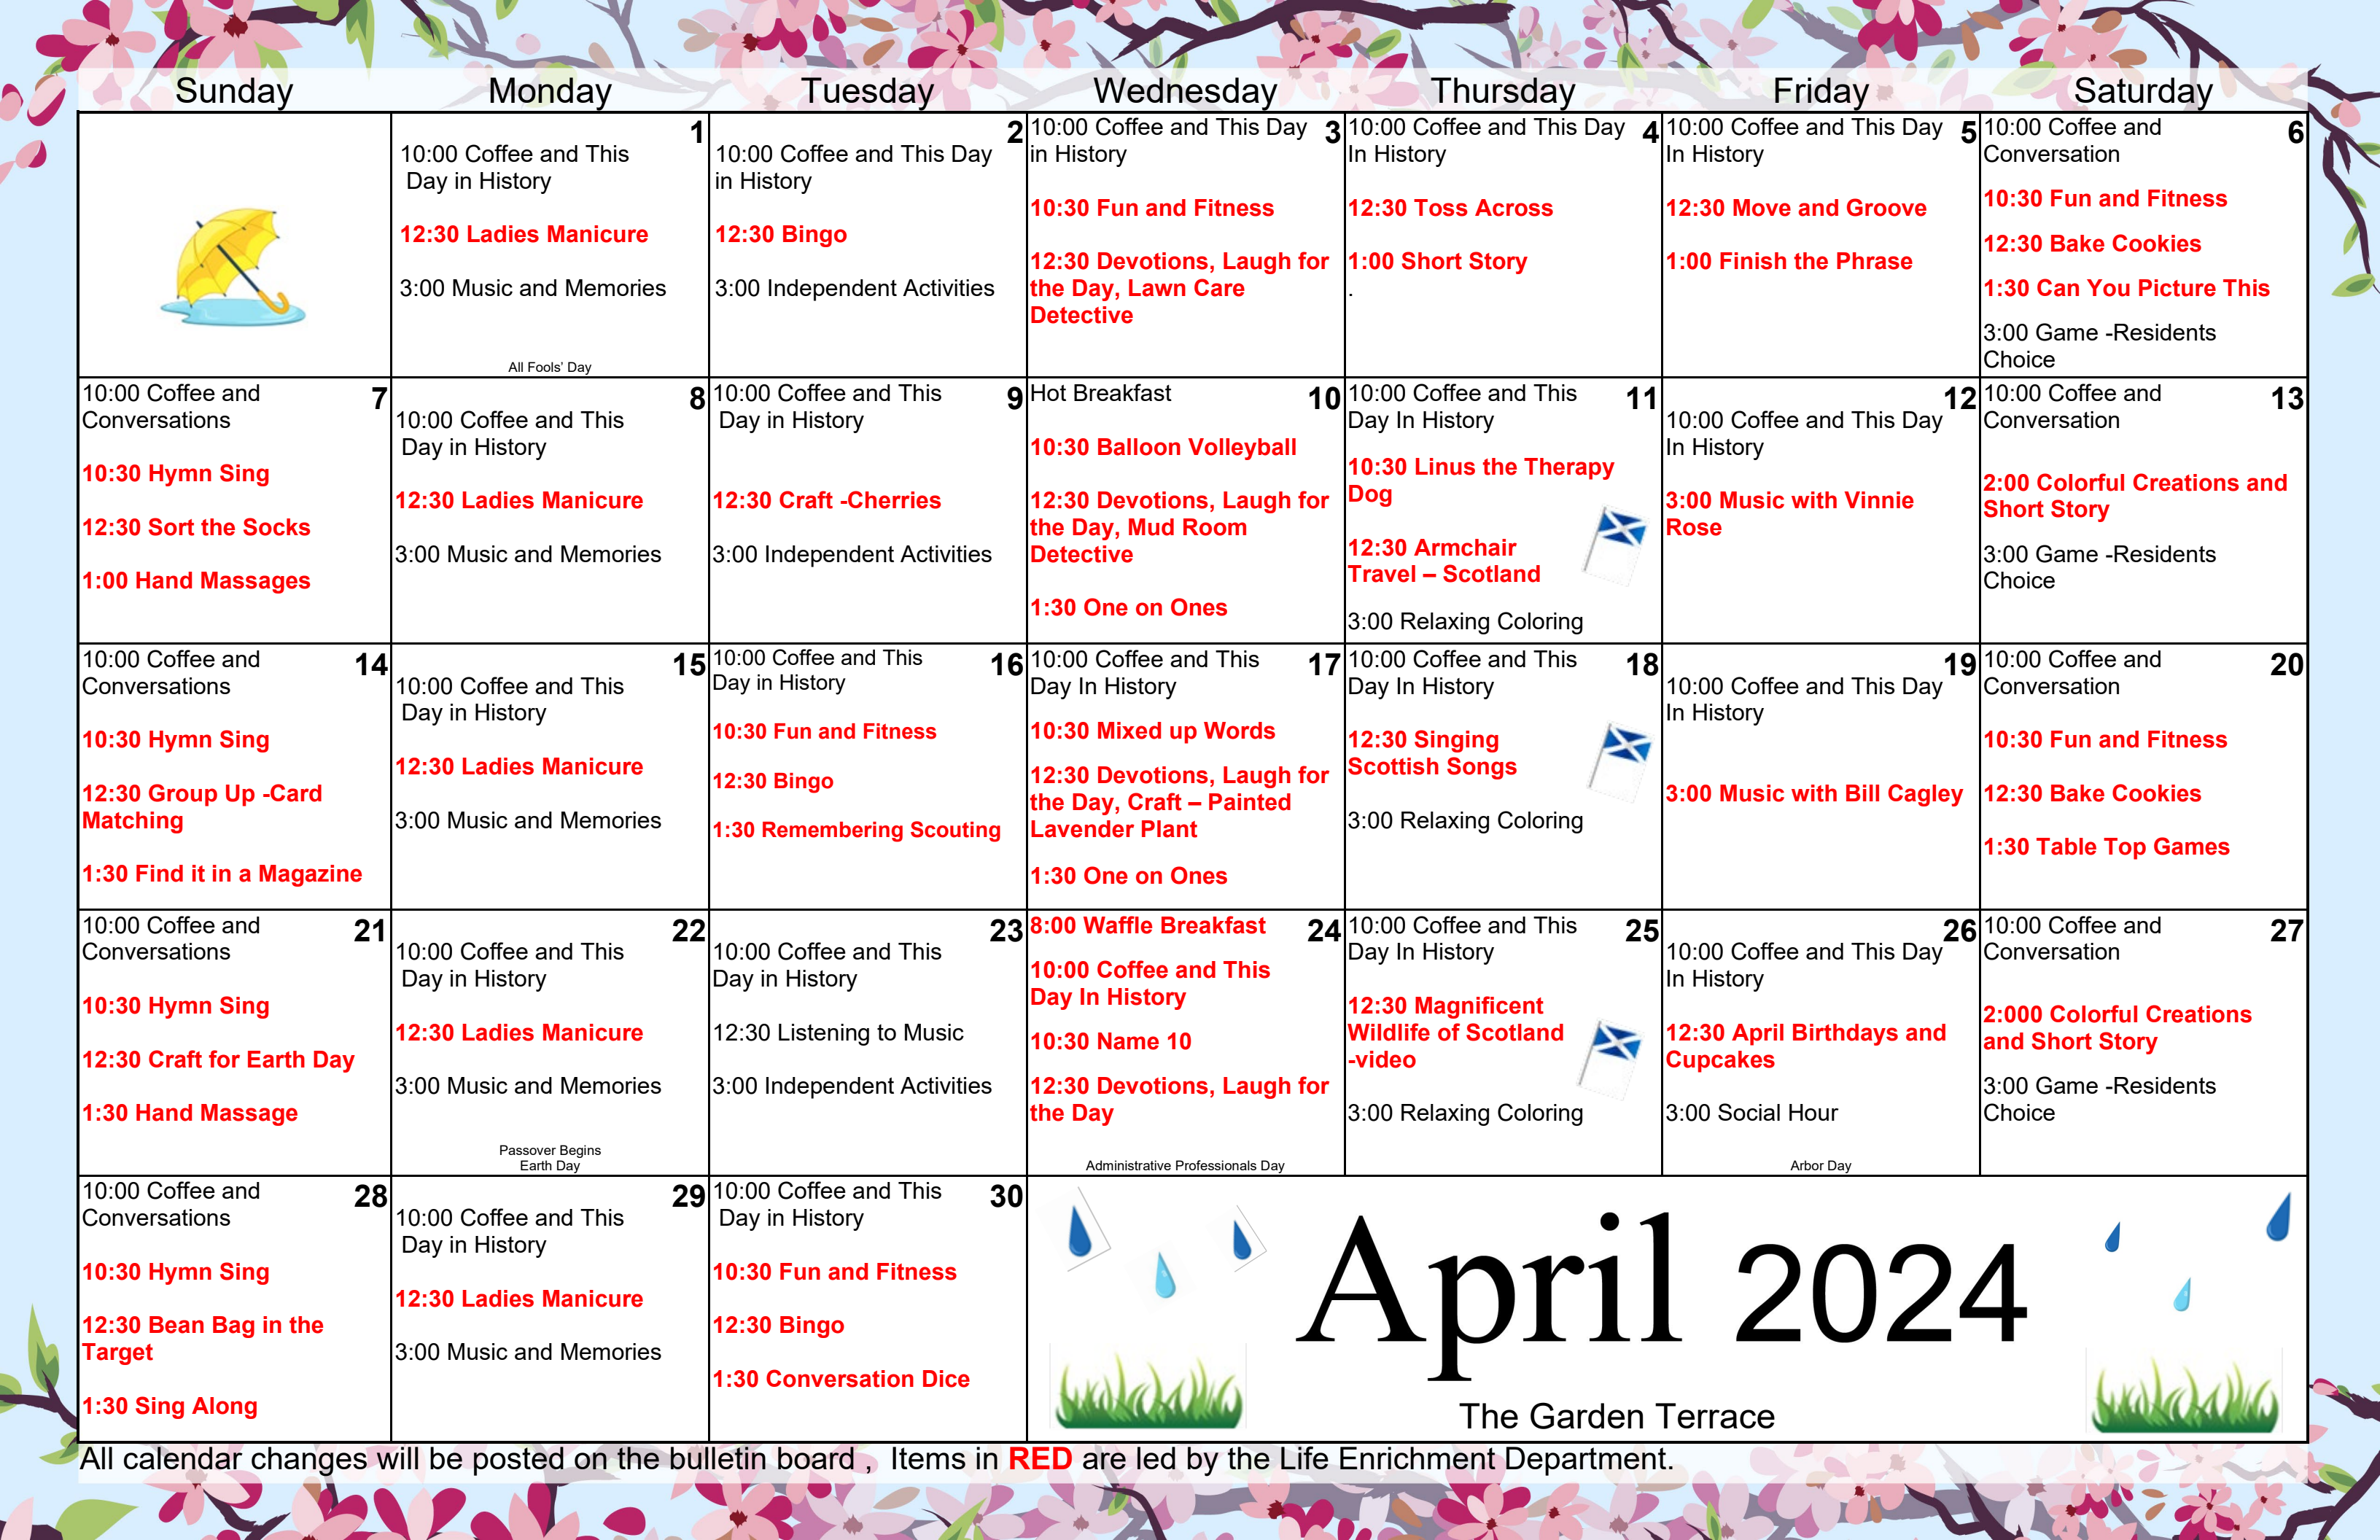 Sunday
Monday
Tuesday
Wednesday
Thursday
Friday
Saturday
1
10:00 Coffee and This
Day in History
12:30 Ladies Manicure
3:00 Music and Memories
All Fools' Day
2
10:00 Coffee and This Day
in History
12:30 Bingo
3:00 Independent Activities
10:00 Coffee and This Day 3
in History
10:30 Fun and Fitness
12:30 Devotions, Laugh for
the Day, Lawn Care
Detective
10:00 Coffee and This Day 4
In History
12:30 Toss Across
1:00 Short Story
.
10:00 Coffee and This Day 5
In History
12:30 Move and Groove
1:00 Finish the Phrase
10:00 Coffee and 6
Conversation
10:30 Fun and Fitness
12:30 Bake Cookies
1:30 Can You Picture This
3:00 Game -Residents
Choice
10:00 Coffee and 7
Conversations
10:30 Hymn Sing
12:30 Sort the Socks
1:00 Hand Massages
8
10:00 Coffee and This
Day in History
12:30 Ladies Manicure
3:00 Music and Memories
10:00 Coffee and This 9
Day in History
12:30 Craft -Cherries
3:00 Independent Activities
Hot Breakfast 10
10:30 Balloon Volleyball
12:30 Devotions, Laugh for
the Day, Mud Room
Detective
1:30 One on Ones
10:00 Coffee and This 11
Day In History
10:30 Linus the Therapy
Dog
12:30 Armchair
Travel – Scotland
3:00 Relaxing Coloring
12
10:00 Coffee and This Day
In History
3:00 Music with Vinnie
Rose
10:00 Coffee and 13
Conversation
2:00 Colorful Creations and
Short Story
3:00 Game -Residents
Choice
10:00 Coffee and 14
Conversations
10:30 Hymn Sing
12:30 Group Up -Card
Matching
1:30 Find it in a Magazine
15
10:00 Coffee and This
Day in History
12:30 Ladies Manicure
3:00 Music and Memories
10:00 Coffee and This 16
Day in History
10:30 Fun and Fitness
12:30 Bingo
1:30 Remembering Scouting
10:00 Coffee and This 17
Day In History
10:30 Mixed up Words
12:30 Devotions, Laugh for
the Day, Craft – Painted
Lavender Plant
1:30 One on Ones
10:00 Coffee and This 18
Day In History
12:30 Singing
Scottish Songs
3:00 Relaxing Coloring
19
10:00 Coffee and This Day
In History
3:00 Music with Bill Cagley
10:00 Coffee and 20
Conversation
10:30 Fun and Fitness
12:30 Bake Cookies
1:30 Table Top Games
10:00 Coffee and 21
Conversations
10:30 Hymn Sing
12:30 Craft for Earth Day
1:30 Hand Massage
22
10:00 Coffee and This
Day in History
12:30 Ladies Manicure
3:00 Music and Memories
Passover Begins
Earth Day
23
10:00 Coffee and This
Day in History
12:30 Listening to Music
3:00 Independent Activities
8:00 Waffle Breakfast 24
10:00 Coffee and This
Day In History
10:30 Name 10
12:30 Devotions, Laugh for
the Day
Administrative Professionals Day
10:00 Coffee and This 25
Day In History
12:30 Magnificent
Wildlife of Scotland
-video
3:00 Relaxing Coloring
26
10:00 Coffee and This Day
In History
12:30 April Birthdays and
Cupcakes
3:00 Social Hour
Arbor Day
10:00 Coffee and 27
Conversation
2:000 Colorful Creations
and Short Story
3:00 Game -Residents
Choice
10:00 Coffee and 28
Conversations
10:30 Hymn Sing
12:30 Bean Bag in the
Target
1:30 Sing Along
29
10:00 Coffee and This
Day in History
12:30 Ladies Manicure
3:00 Music and Memories
10:00 Coffee and This 30
Day in History
10:30 Fun and Fitness
12:30 Bingo
1:30 Conversation Dice
April 2024
The Garden Terrace
All calendar changes will be posted on the bulletin board , Items in RED are led by the Life Enrichment Department.